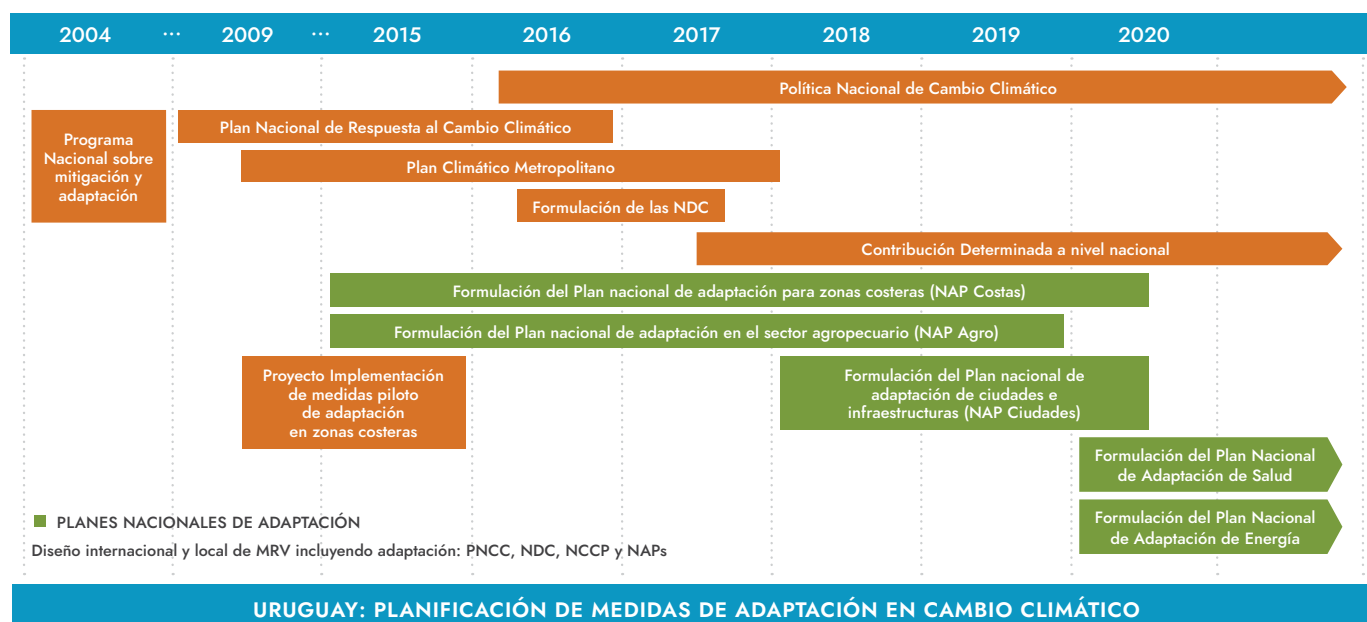 2004 ... 2009 ... 2015 2016 2017 2018 2019 2020
Política Nacional de Cambio Climático
Programa
Nacional sobre
mitigación y
adaptación
Plan Nacional de Respuesta al Cambio Climático
Plan Climático Metropolitano
Formulación de las NDC
Contribución Determinada a nivel nacional
Formulación del Plan nacional de adaptación para zonas costeras (NAP Costas)
Formulación del Plan nacional de adaptación en el sector agropecuario (NAP Agro)
Proyecto Implementación
de medidas piloto
de adaptación
en zonas costeras
Formulación del Plan nacional de
adaptación de ciudades e
infraestructuras (NAP Ciudades)
Formulación del Plan Nacional
de Adaptación de Salud
Formulación del Plan Nacional
de Adaptación de Energía
PLANES NACIONALES DE ADAPTACIÓN
Diseño internacional y local de MRV incluyendo adaptación: PNCC, NDC, NCCP y NAPs
URUGUAY: PLANIFICACIÓN DE MEDIDAS DE ADAPTACIÓN EN CAMBIO CLIMÁTICO